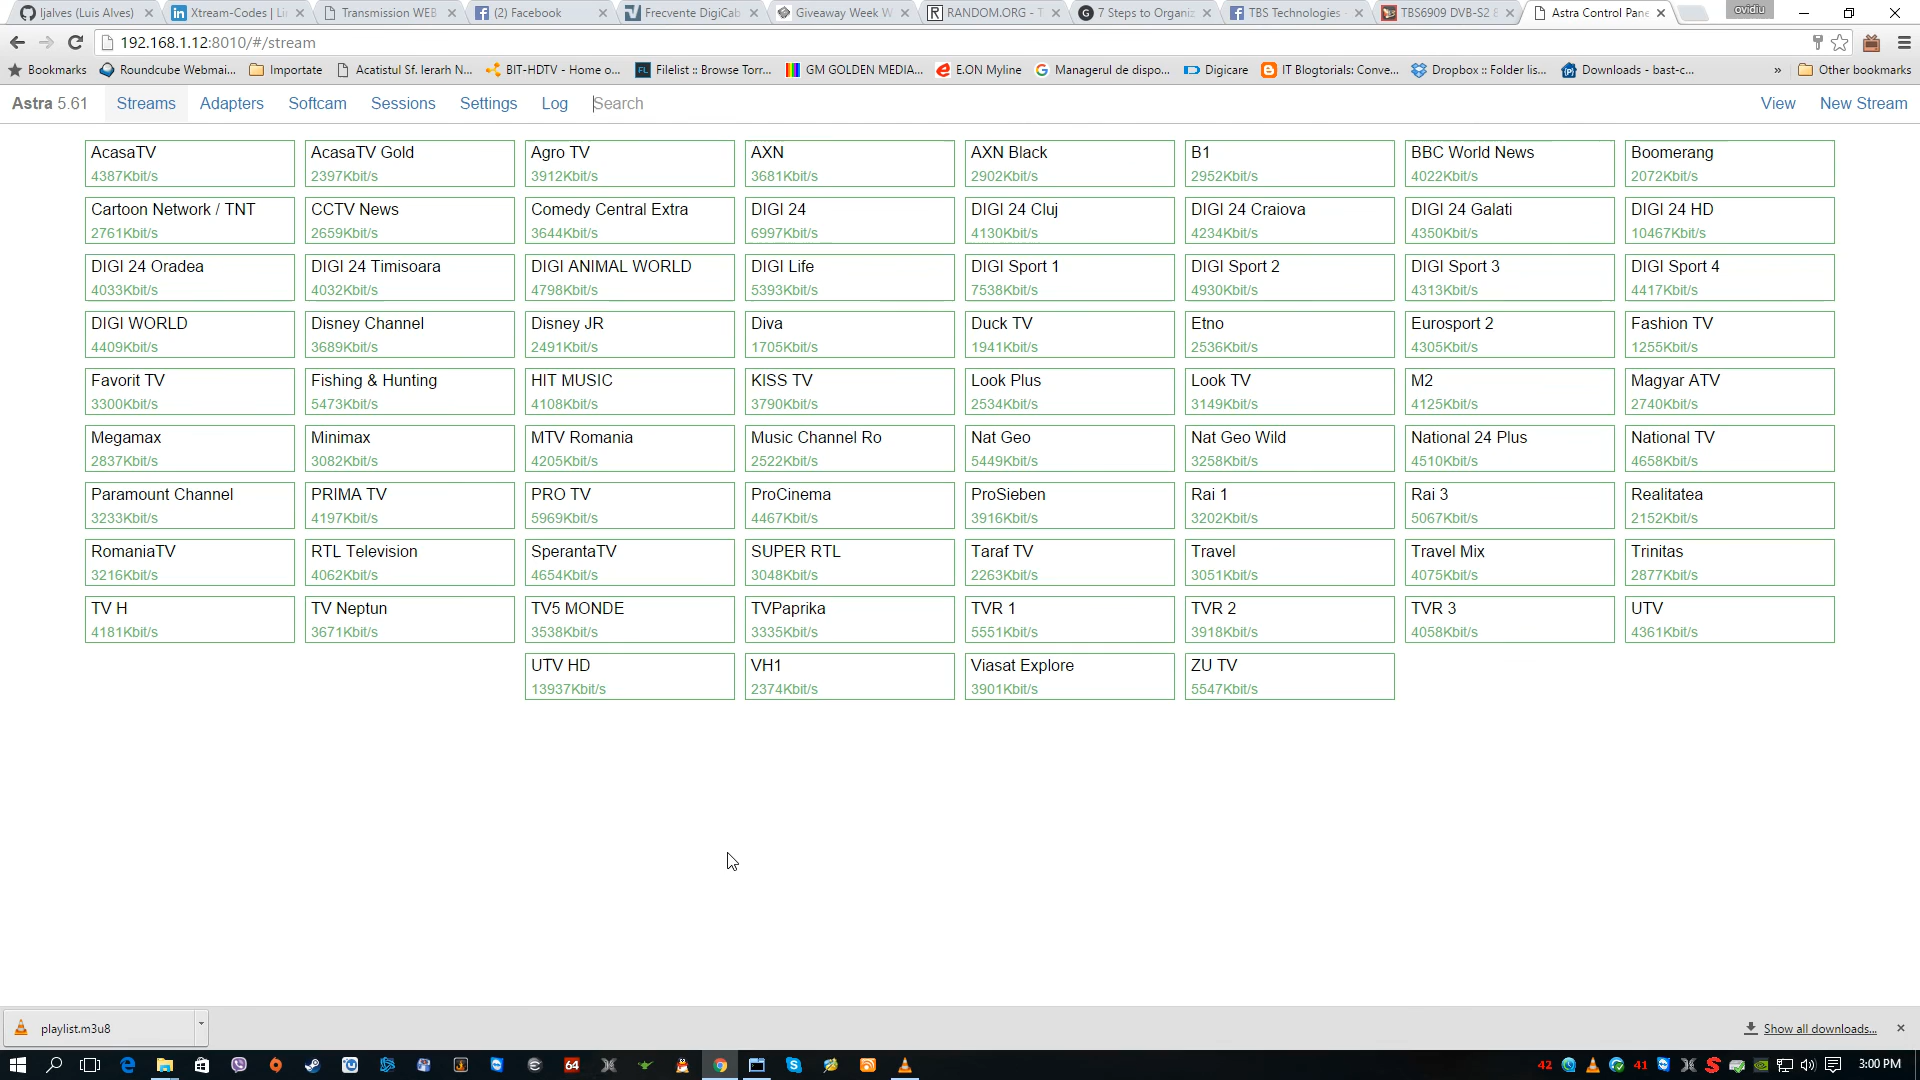 ljalves (Luis Alves)
Xtream-Codes | Li
Transmission WEB
(2) Facebook
Frecvente DigiCab
Giveaway Week W
RANDOM.ORG - T
7 Steps to Organiz
TBS Technologies -
TBS6909 DVB-S2 8
Astra Control Pane
ovidiu
192.168.1.12:8010/#/stream
Bookmarks
Roundcube Webmai...
Importate
Acatistul Sf. Ierarh N...
BIT-HDTV - Home o...
Filelist :: Browse Torr...
GM GOLDEN MEDIA...
E.ON Myline
Managerul de dispo...
Digicare
IT Blogtorials: Conve...
Dropbox :: Folder lis...
Downloads - bast-c...
»
Other bookmarks
Astra 5.61
Streams
Adapters
Softcam
Sessions
Settings
Log
Search
View
New Stream
AcasaTV
4387Kbit/s
AcasaTV Gold
2397Kbit/s
Agro TV
3912Kbit/s
AXN
3681Kbit/s
AXN Black
2902Kbit/s
B1
2952Kbit/s
BBC World News
4022Kbit/s
Boomerang
2072Kbit/s
Cartoon Network / TNT
2761Kbit/s
CCTV News
2659Kbit/s
Comedy Central Extra
3644Kbit/s
DIGI 24
6997Kbit/s
DIGI 24 Cluj
4130Kbit/s
DIGI 24 Craiova
4234Kbit/s
DIGI 24 Galati
4350Kbit/s
DIGI 24 HD
10467Kbit/s
DIGI 24 Oradea
4033Kbit/s
DIGI 24 Timisoara
4032Kbit/s
DIGI ANIMAL WORLD
4798Kbit/s
DIGI Life
5393Kbit/s
DIGI Sport 1
7538Kbit/s
DIGI Sport 2
4930Kbit/s
DIGI Sport 3
4313Kbit/s
DIGI Sport 4
4417Kbit/s
DIGI WORLD
4409Kbit/s
Disney Channel
3689Kbit/s
Disney JR
2491Kbit/s
Diva
1705Kbit/s
Duck TV
1941Kbit/s
Etno
2536Kbit/s
Eurosport 2
4305Kbit/s
Fashion TV
1255Kbit/s
Favorit TV
3300Kbit/s
Fishing & Hunting
5473Kbit/s
HIT MUSIC
4108Kbit/s
KISS TV
3790Kbit/s
Look Plus
2534Kbit/s
Look TV
3149Kbit/s
M2
4125Kbit/s
Magyar ATV
2740Kbit/s
Megamax
2837Kbit/s
Minimax
3082Kbit/s
MTV Romania
4205Kbit/s
Music Channel Ro
2522Kbit/s
Nat Geo
5449Kbit/s
Nat Geo Wild
3258Kbit/s
National 24 Plus
4510Kbit/s
National TV
4658Kbit/s
Paramount Channel
3233Kbit/s
PRIMA TV
4197Kbit/s
PRO TV
5969Kbit/s
ProCinema
4467Kbit/s
ProSieben
3916Kbit/s
Rai 1
3202Kbit/s
Rai 3
5067Kbit/s
Realitatea
2152Kbit/s
RomaniaTV
3216Kbit/s
RTL Television
4062Kbit/s
SperantaTV
4654Kbit/s
SUPER RTL
3048Kbit/s
Taraf TV
2263Kbit/s
Travel
3051Kbit/s
Travel Mix
4075Kbit/s
Trinitas
2877Kbit/s
TV H
4181Kbit/s
TV Neptun
3671Kbit/s
TV5 MONDE
3538Kbit/s
TVPaprika
3335Kbit/s
TVR 1
5551Kbit/s
TVR 2
3918Kbit/s
TVR 3
4058Kbit/s
UTV
4361Kbit/s
UTV HD
13937Kbit/s
VH1
2374Kbit/s
Viasat Explore
3901Kbit/s
ZU TV
5547Kbit/s
playlist.m3u8
Show all downloads...
64
42
41
3:00 PM